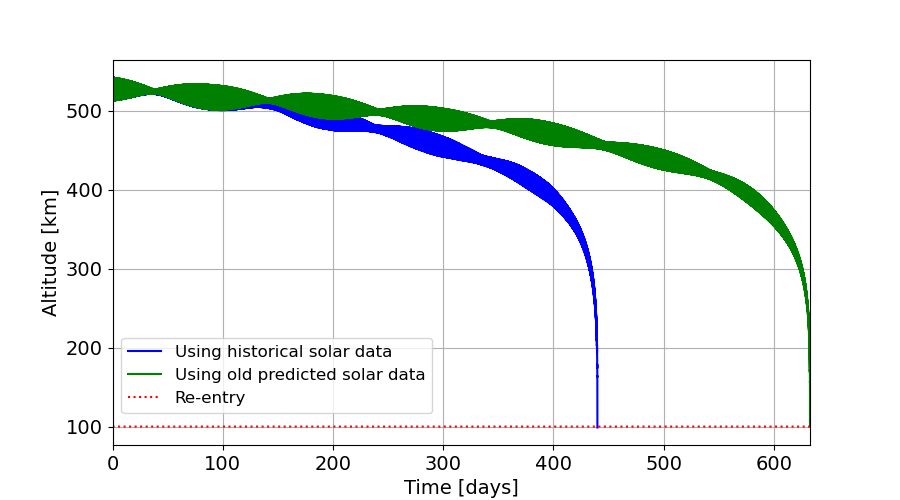 500
400
300
200
100
Altitude [km]
Using historical solar data
Using old predicted solar data
Re-entry
0 100 200 300 400 500 600
Time [days]